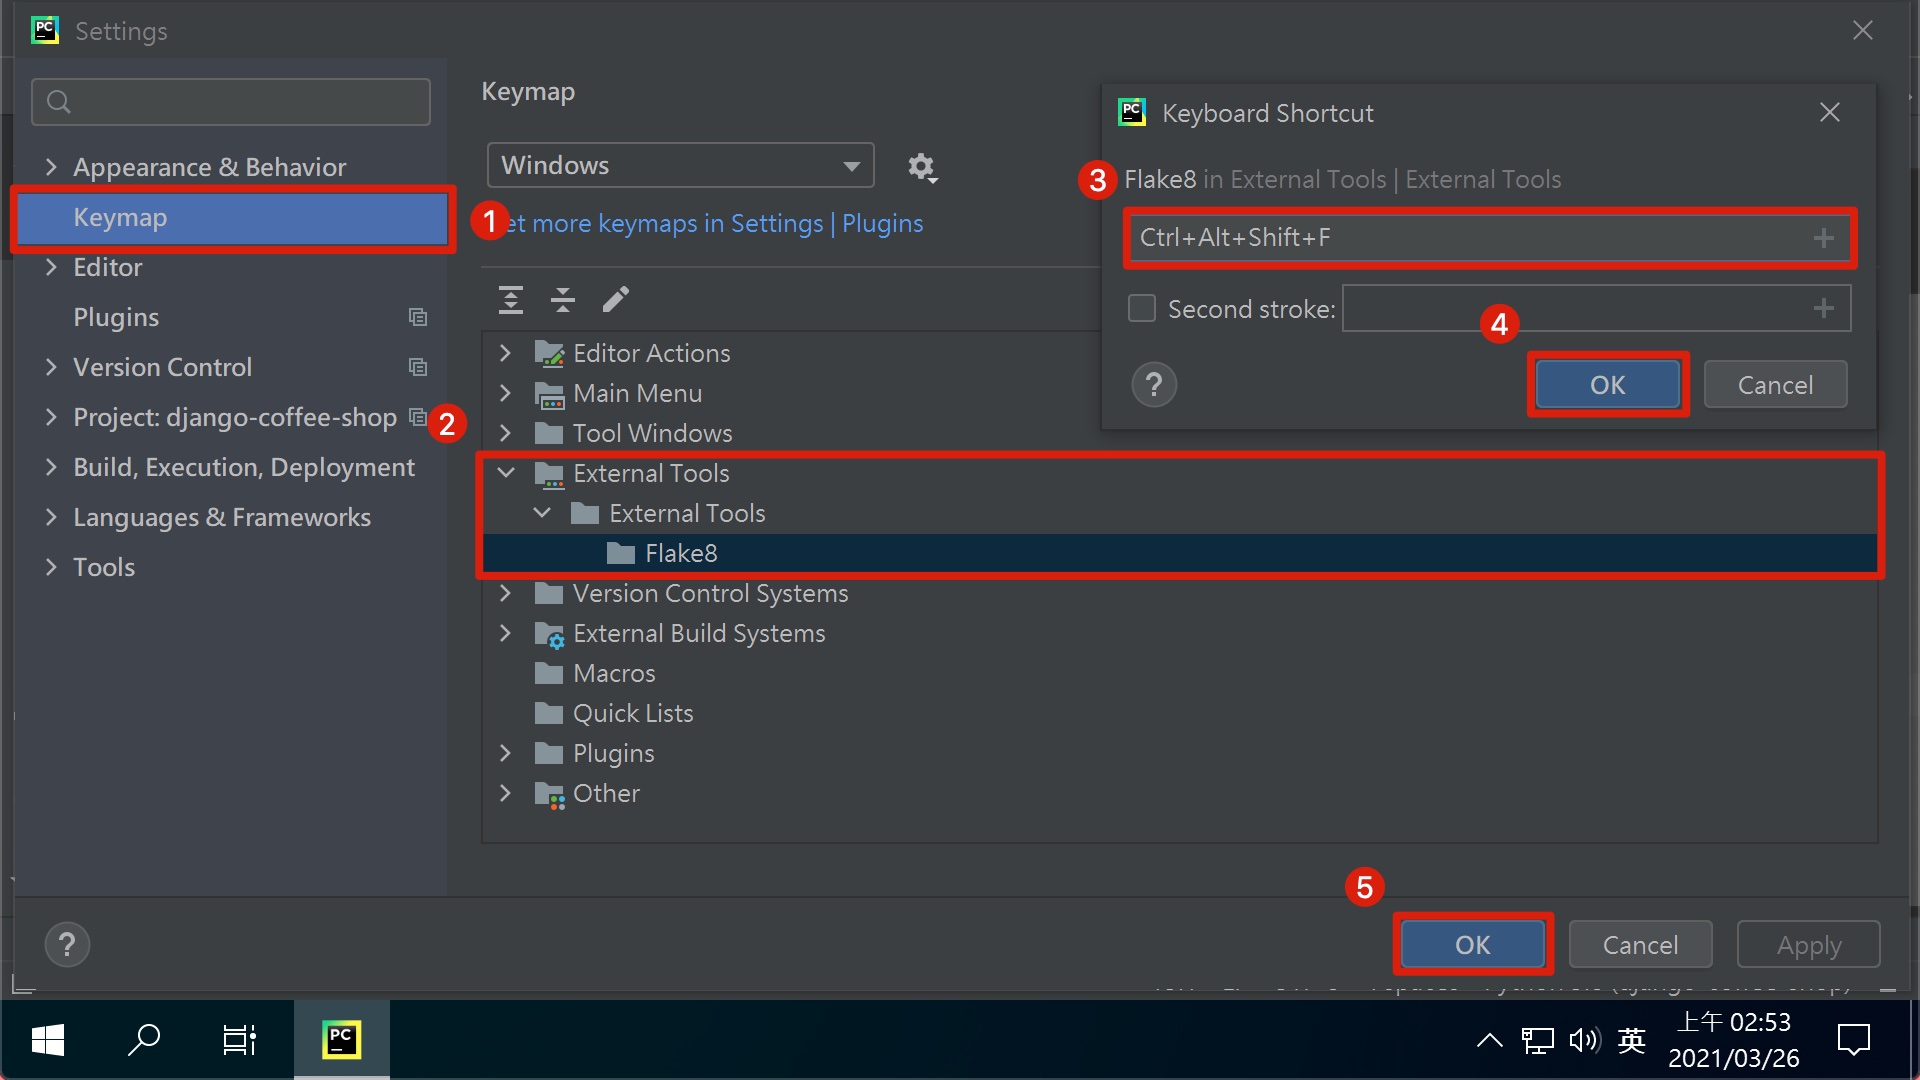 PC Settings
Appearance & Behavior
Keymap
Editor
Plugins
Version Control
Project: django-coffee-shop
Build, Execution, Deployment
Languages & Frameworks
Tools
1
2
Keymap
Windows
et more keymaps in Settings | Plugins
Editor Actions
Main Menu
Tool Windows
External Tools
External Tools
Flake8
Version Control Systems
External Build Systems
Macros
Quick Lists
Plugins
Other
PC Keyboard Shortcut
3 Flake8 in External Tools | External Tools
Ctrl+Alt+Shift+F
Second stroke:
4
? OK Cancel
5
? OK Cancel Apply
PC
英
上午 02:53
2021/03/26